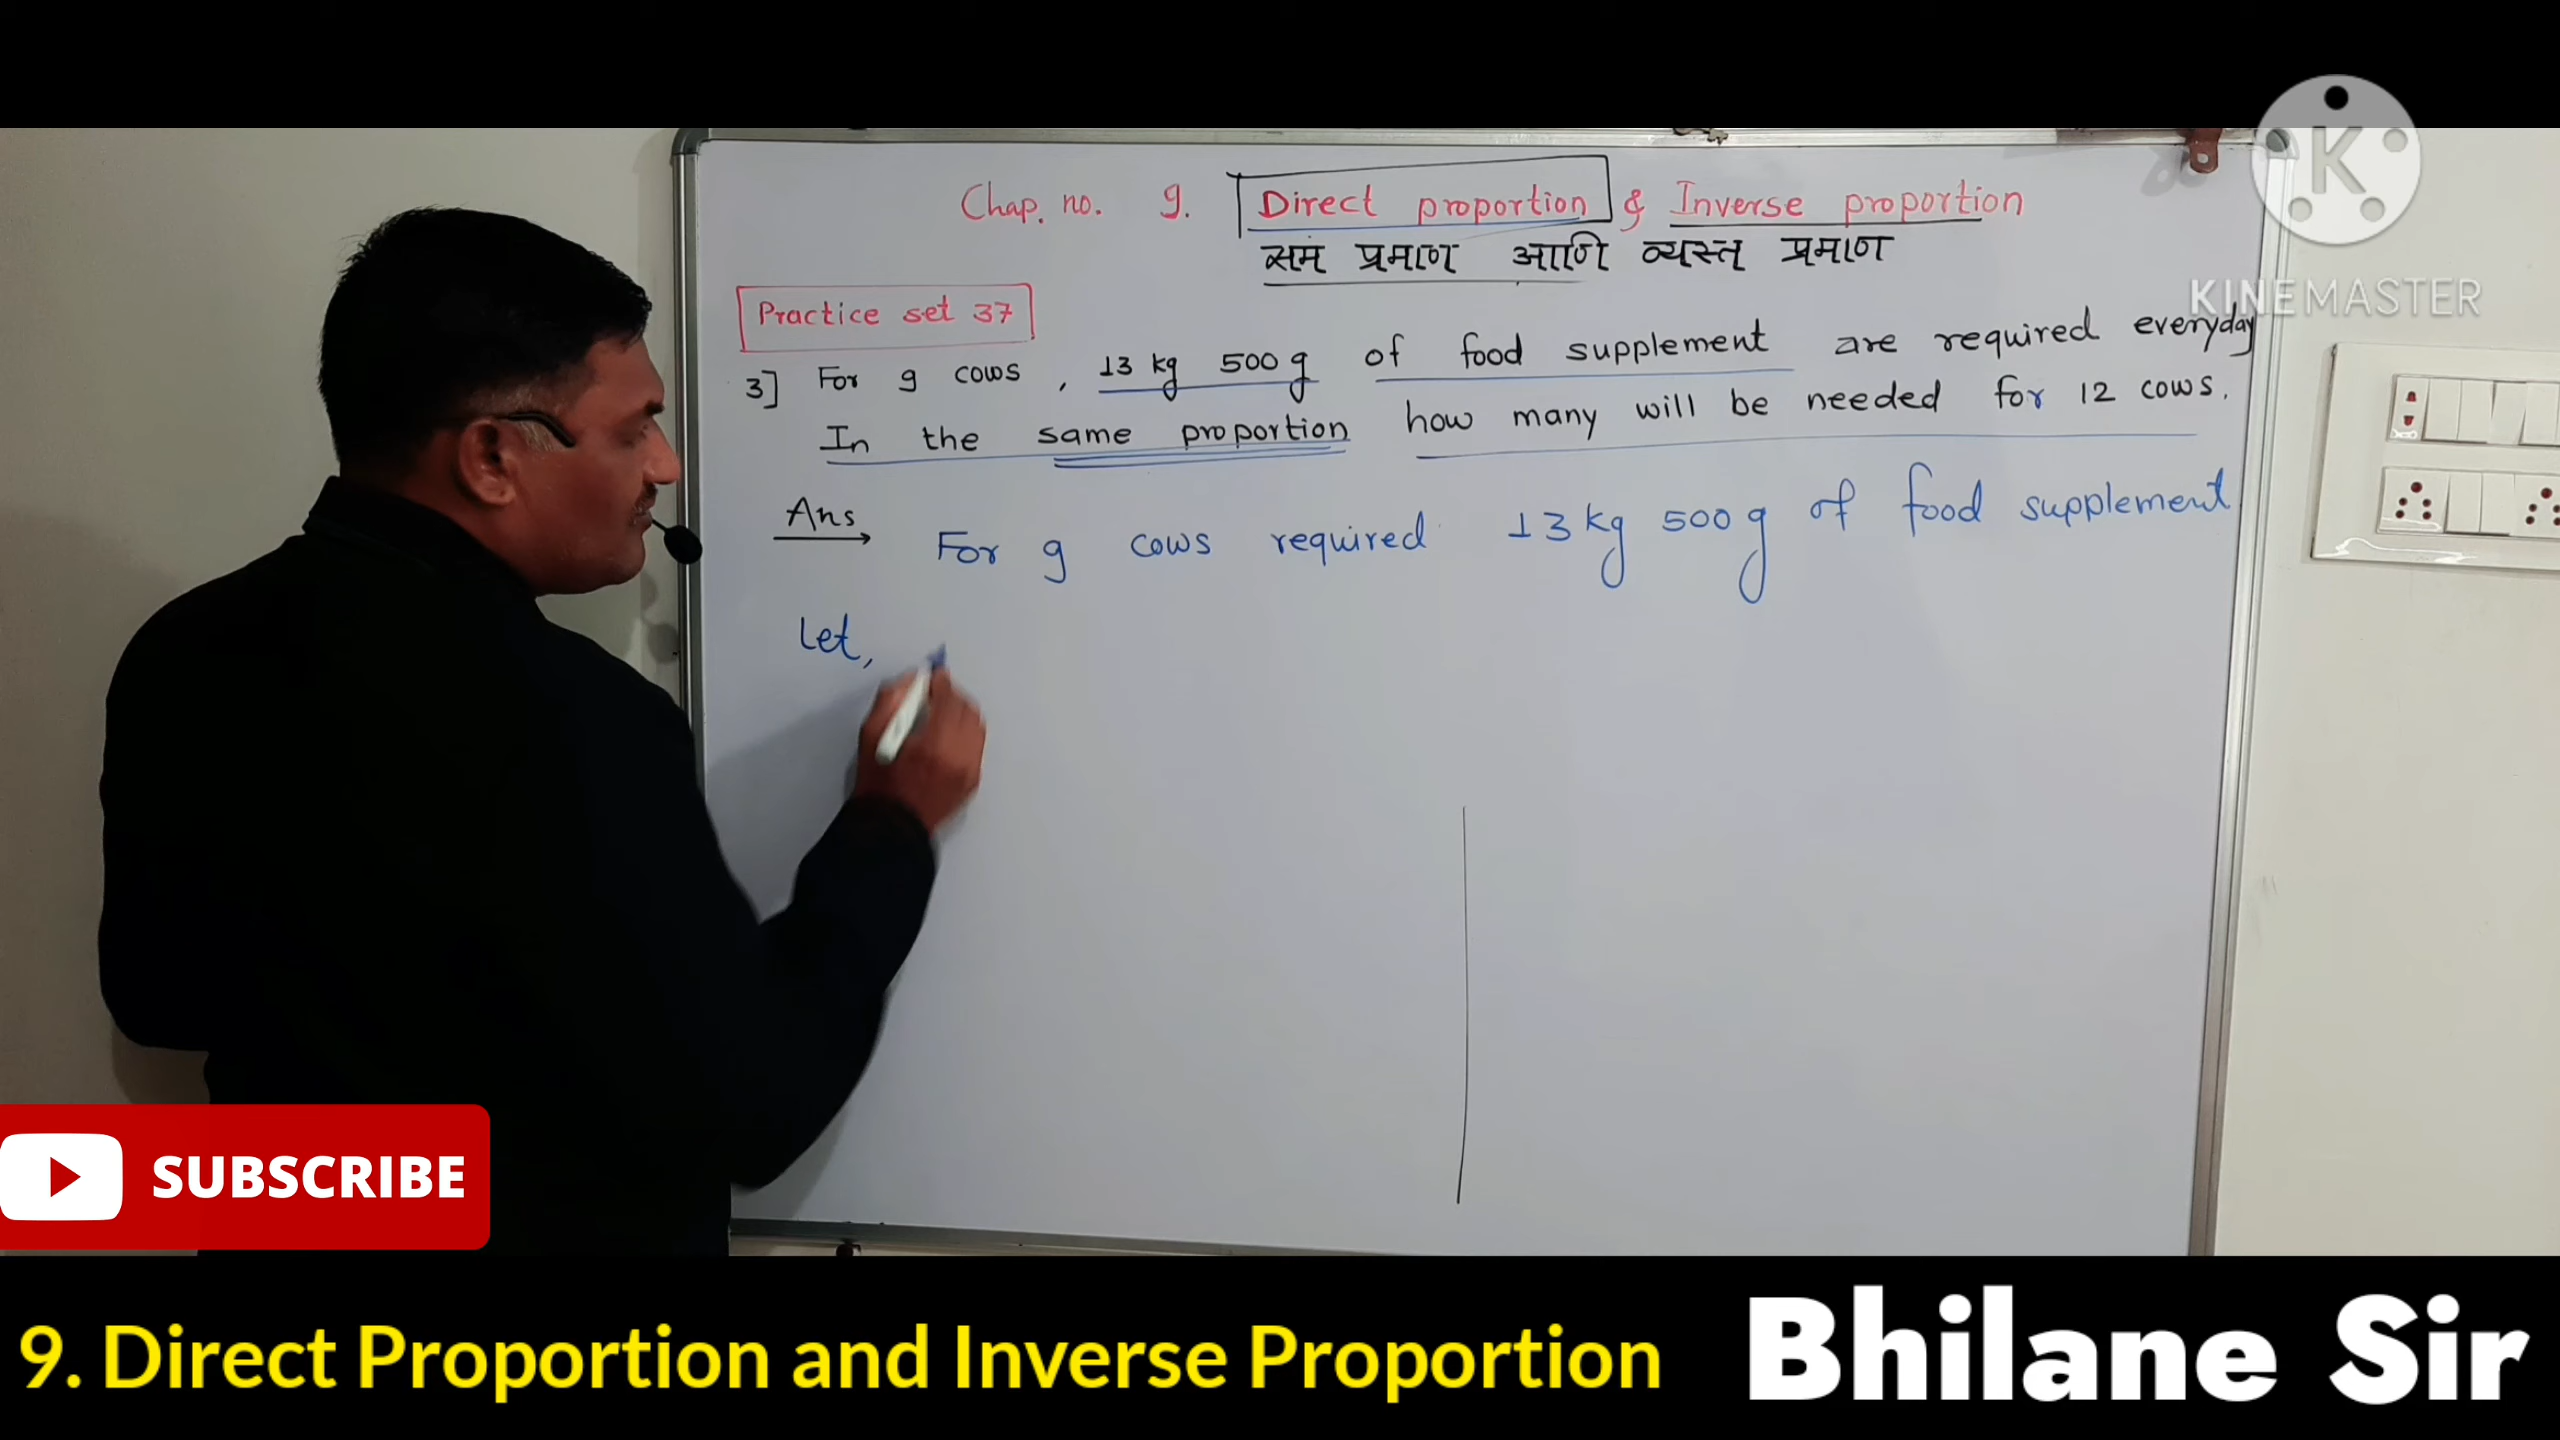 Chap. no. 9. Direct proportion & Inverse proportion
समं प्रमाण आणि व्यस्त प्रमाण
KINEMASTER
Practice set 37
3] For 9 cows, 13 kg 500 g of food supplement are required everyday
In the same proportion how many will be needed for 12 cows.
Ans
For 9 cows required 13 kg 500 g of food supplement
Let,
SUBSCRIBE
9. Direct Proportion and Inverse Proportion Bhilane Sir